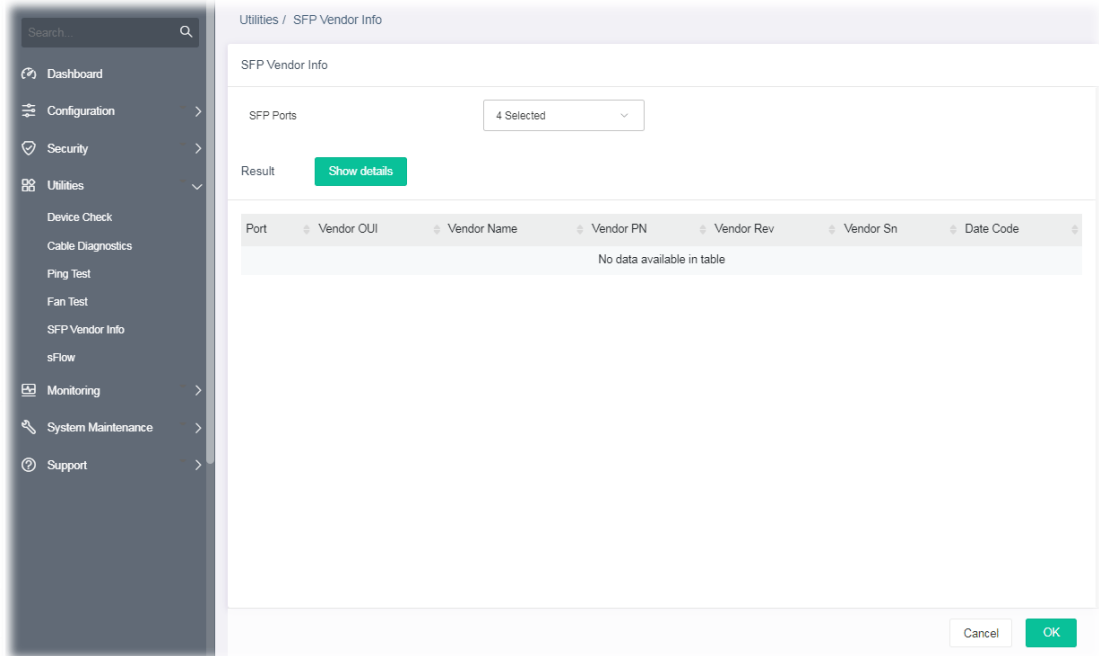 Search...
Utilities / SFP Vendor Info
SFP Vendor Info
Dashboard
Configuration
SFP Ports
4 Selected
Security
Result
Show details
Utilities
Device Check
Cable Diagnostics
Ping Test
Fan Test
SFP Vendor Info
sFlow
Port Vendor OUI Vendor Name Vendor PN Vendor Rev Vendor Sn Date Code
No data available in table
Monitoring
System Maintenance
Support
Cancel
OK